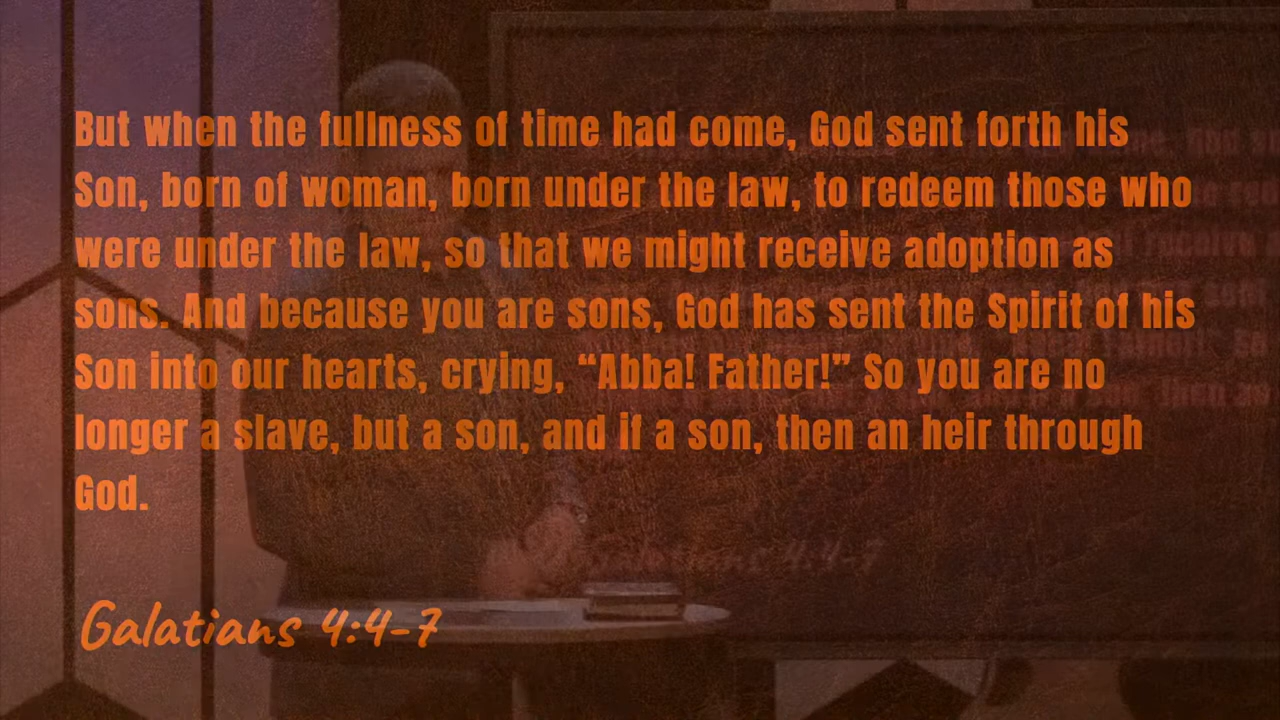 But when the fullness of time had come, God sent forth his
Son, born of woman, born under the law, to redeem those who
were under the law, so that we might receive adoption as
sons. And because you are sons, God has sent the Spirit of his
Son into our hearts, crying, “Abba! Father!” So you are no
longer a slave, but a son, and if a son, then an heir through
God.
Galatians 4:4-7